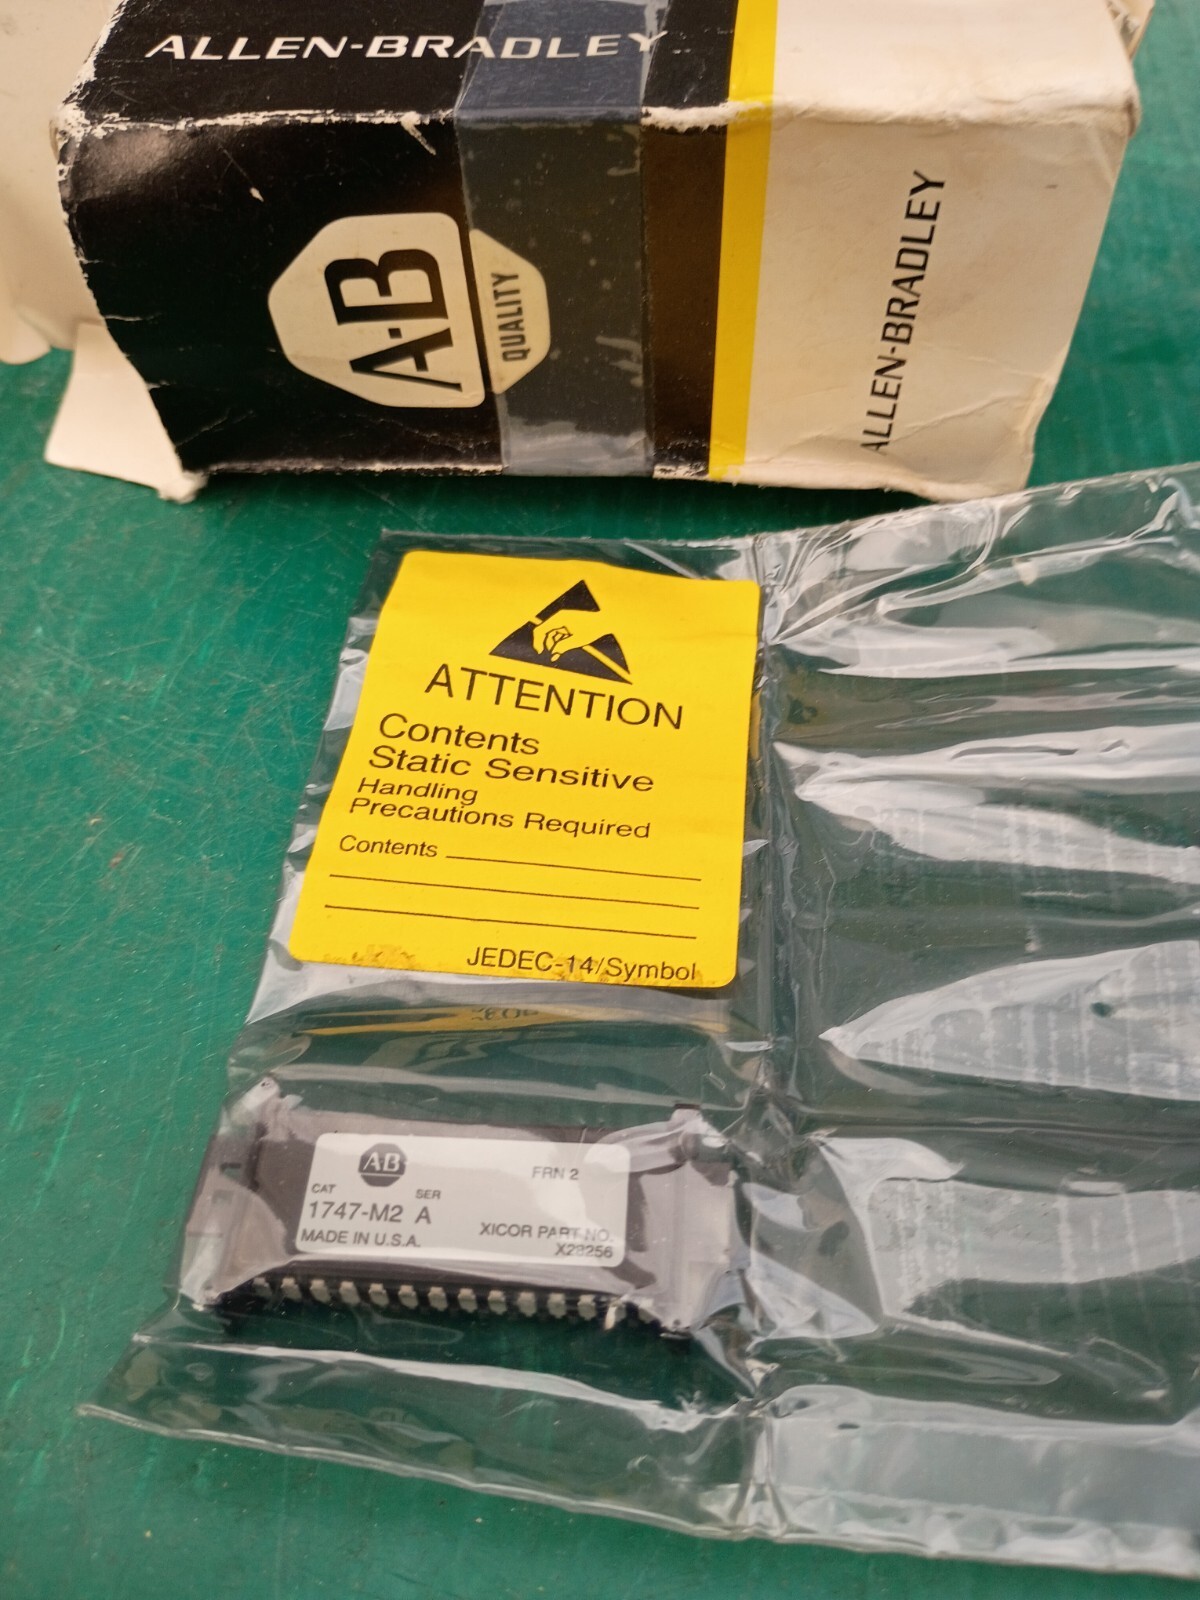 ALLEN-BRADLEY
A-B
QUALITY
ALLEN-BRADLEY
ATTENTION
Contents
Static Sensitive
Handling
Precautions Required
Contents
JEDEC-14/Symbol
A-B
FRN 2
CAT SER
1747-M2 A
MADE IN U.S.A.
XICOR PART NO.
X28256